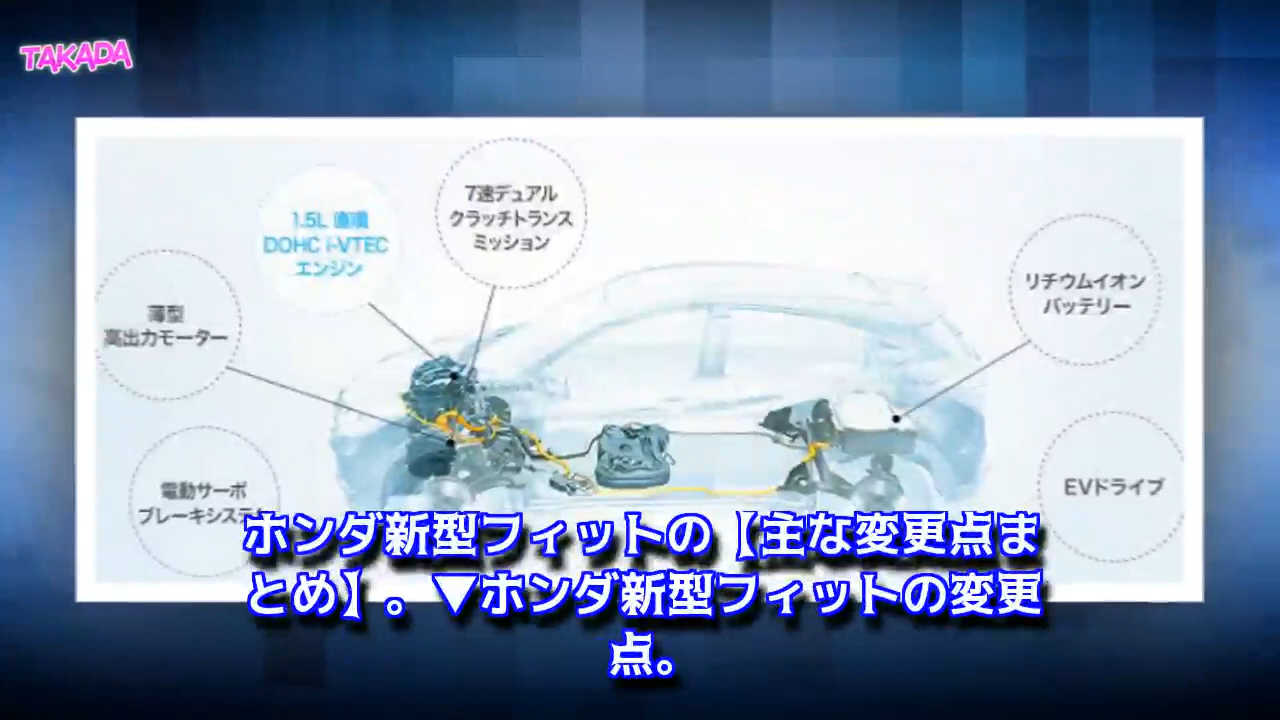 TAKADA
7速デュアル
クラッチトランス
ミッション
1.5L 直噴
DOHC i-VTEC
エンジン
リチウムイオン
バッテリー
薄型
高出力モーター
電動サーボ
ブレーキシステム
EVドライブ
ホンダ新型フィットの【主な変更点ま
とめ】。▼ホンダ新型フィットの変更
点。